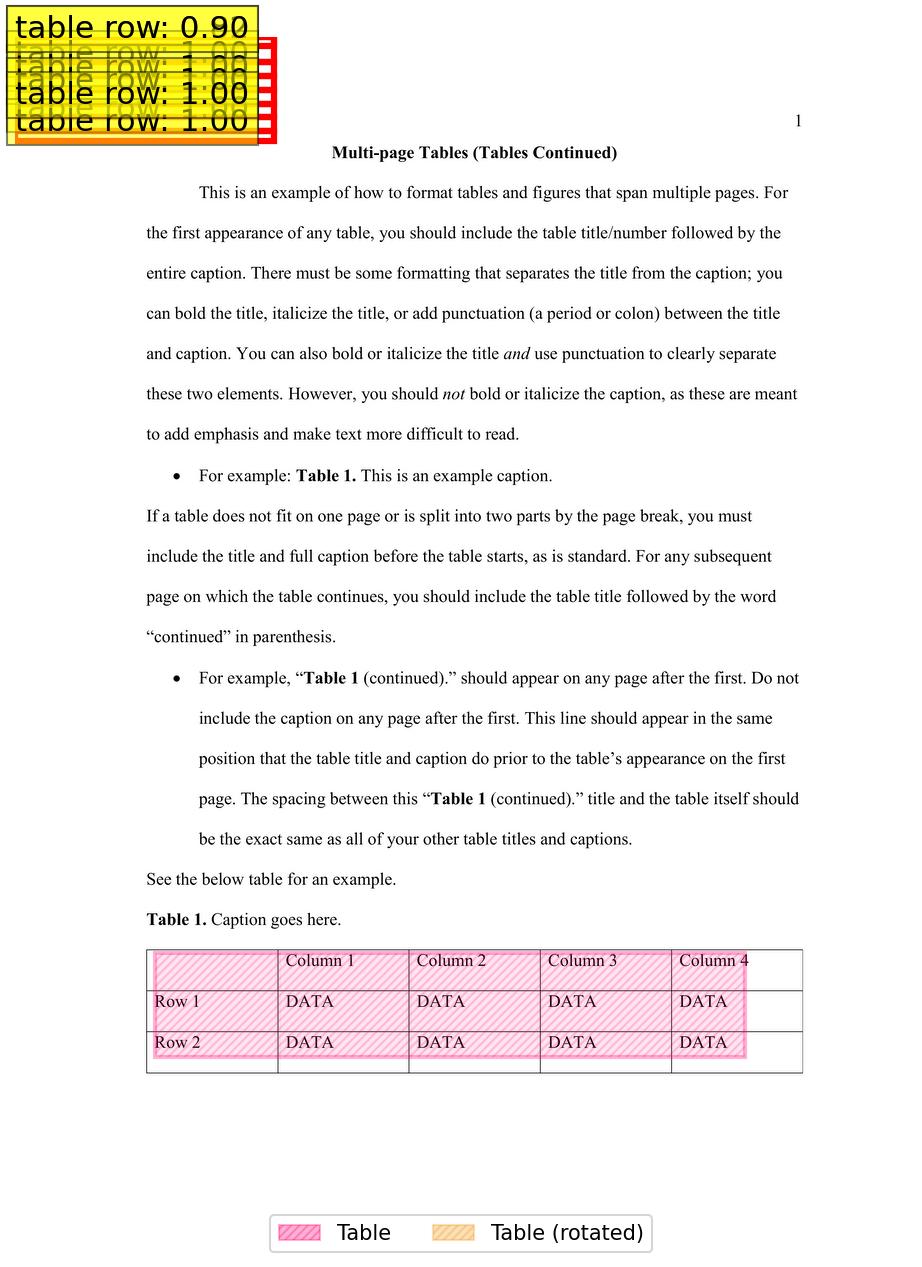 table row: 0.90
table row: 1.00
table row: 1.00
table row: 1.00
table row: 1.00
table row: 1.00
1
Multi-page Tables (Tables Continued)
This is an example of how to format tables and figures that span multiple pages. For
the first appearance of any table, you should include the table title/number followed by the
entire caption. There must be some formatting that separates the title from the caption; you
can bold the title, italicize the title, or add punctuation (a period or colon) between the title
and caption. You can also bold or italicize the title and use punctuation to clearly separate
these two elements. However, you should not bold or italicize the caption, as these are meant
to add emphasis and make text more difficult to read.
• For example: Table 1. This is an example caption.
If a table does not fit on one page or is split into two parts by the page break, you must
include the title and full caption before the table starts, as is standard. For any subsequent
page on which the table continues, you should include the table title followed by the word
“continued” in parenthesis.
• For example, “Table 1 (continued).” should appear on any page after the first. Do not
include the caption on any page after the first. This line should appear in the same
position that the table title and caption do prior to the table’s appearance on the first
page. The spacing between this “Table 1 (continued).” title and the table itself should
be the exact same as all of your other table titles and captions.
See the below table for an example.
Table 1. Caption goes here.
Column 1 Column 2 Column 3 Column 4
Row 1 DATA DATA DATA DATA
Row 2 DATA DATA DATA DATA
Table Table (rotated)